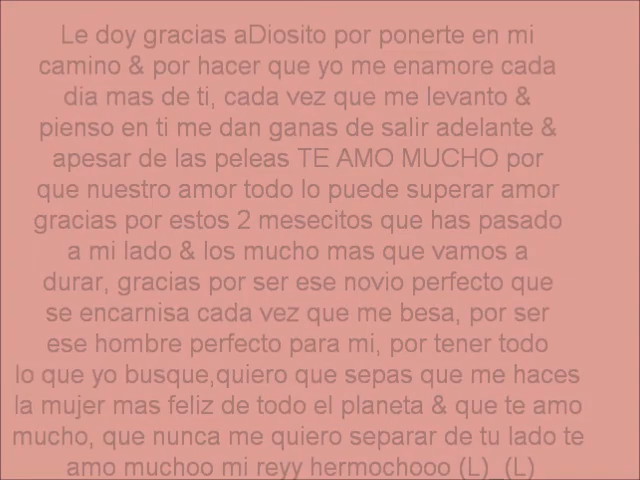 Le doy gracias aDiosito por ponerte en mi
camino & por hacer que yo me enamore cada
dia mas de ti, cada vez que me levanto &
pienso en ti me dan ganas de salir adelante &
apesar de las peleas TE AMO MUCHO por
que nuestro amor todo lo puede superar amor
gracias por estos 2 mesecitos que has pasado
a mi lado & los mucho mas que vamos a
durar, gracias por ser ese novio perfecto que
se encarnisa cada vez que me besa, por ser
ese hombre perfecto para mi, por tener todo
lo que yo busque,quiero que sepas que me haces
la mujer mas feliz de todo el planeta & que te amo
mucho, que nunca me quiero separar de tu lado te
amo muchoo mi reyy hermochooo (L)_(L)